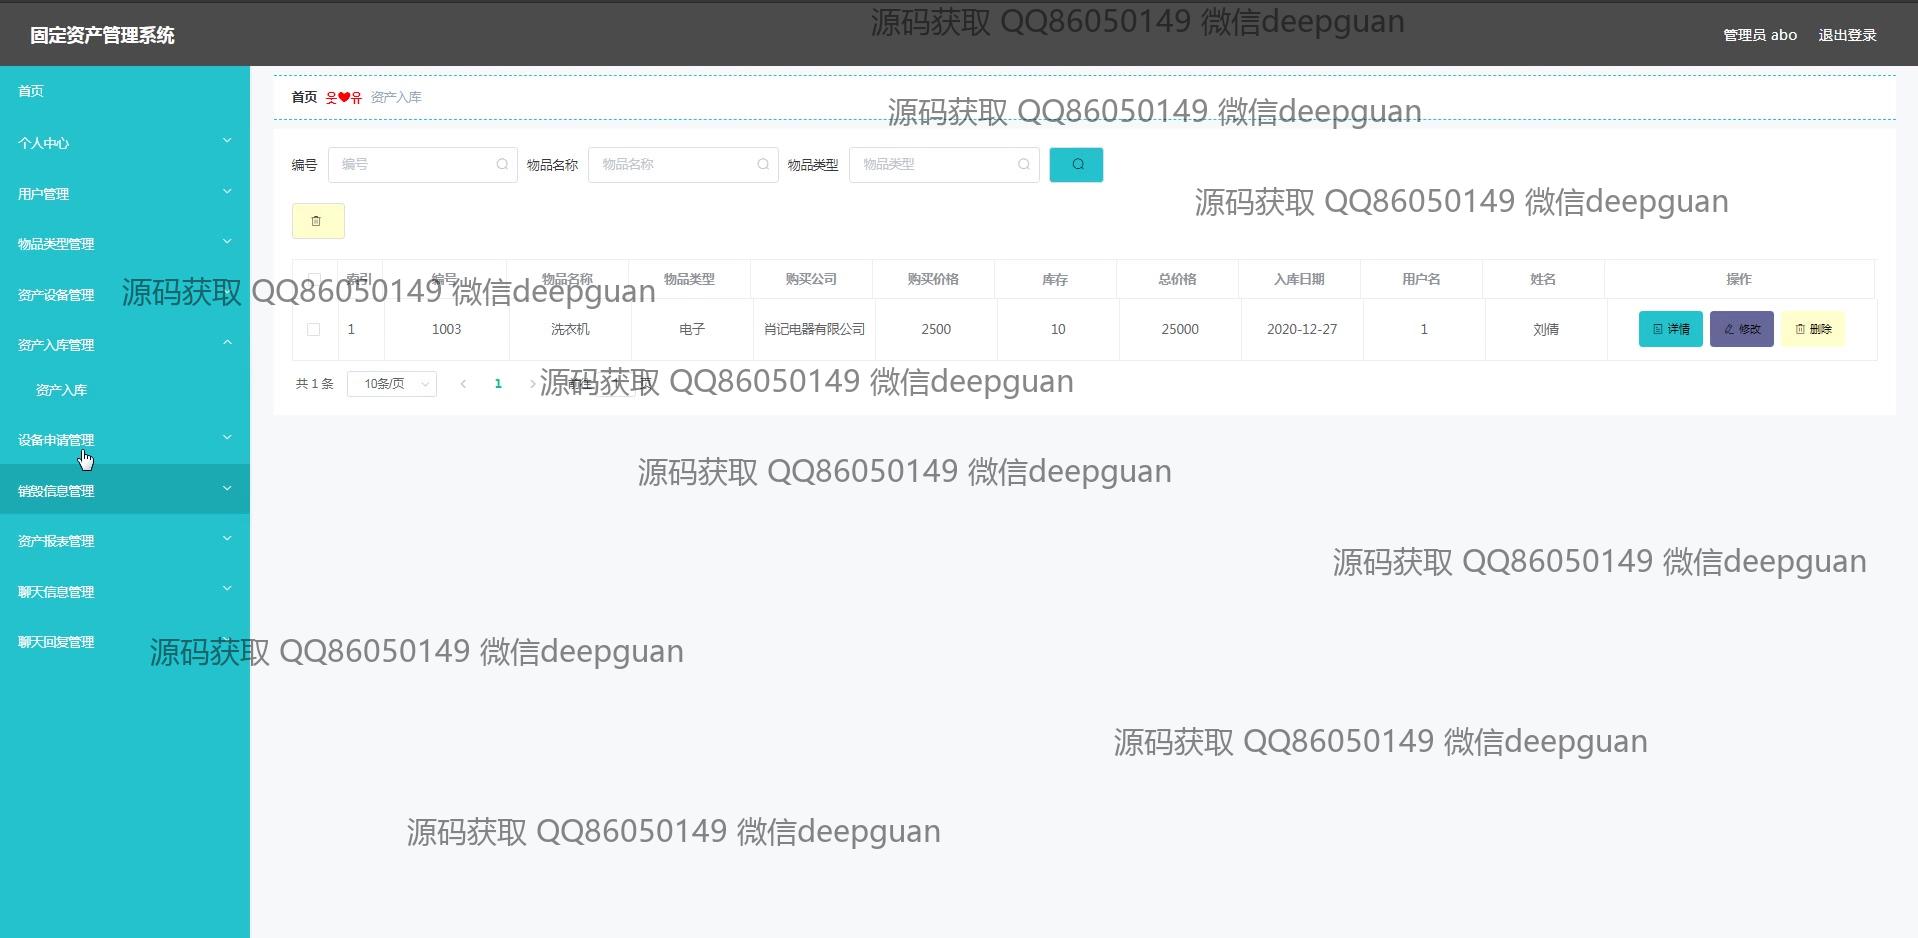 源码获取 QQ86050149 微信deepguan
固定资产管理系统
管理员 abo 退出登录
首页
个人中心
用户管理
物品类型管理
资产设备管理
资产入库管理
资产入库
设备申请管理
销毁信息管理
资产报表管理
聊天信息管理
聊天回复管理
首页 웃❤유 资产入库
源码获取 QQ86050149 微信deepguan
编号 编号 物品名称 物品名称 物品类型 物品类型
源码获取 QQ86050149 微信deepguan
索引 编号 物品名称 物品类型 购买公司 购买价格 库存 总价格 入库日期 用户名 姓名 操作
源码获取 QQ86050149 微信deepguan
1 1003 洗衣机 电子 肖记电器有限公司 2500 10 25000 2020-12-27 1 刘倩 详情 修改 删除
共 1 条 10条/页 1 前往 页
源码获取 QQ86050149 微信deepguan
源码获取 QQ86050149 微信deepguan
源码获取 QQ86050149 微信deepguan
源码获取 QQ86050149 微信deepguan
源码获取 QQ86050149 微信deepguan
源码获取 QQ86050149 微信deepguan